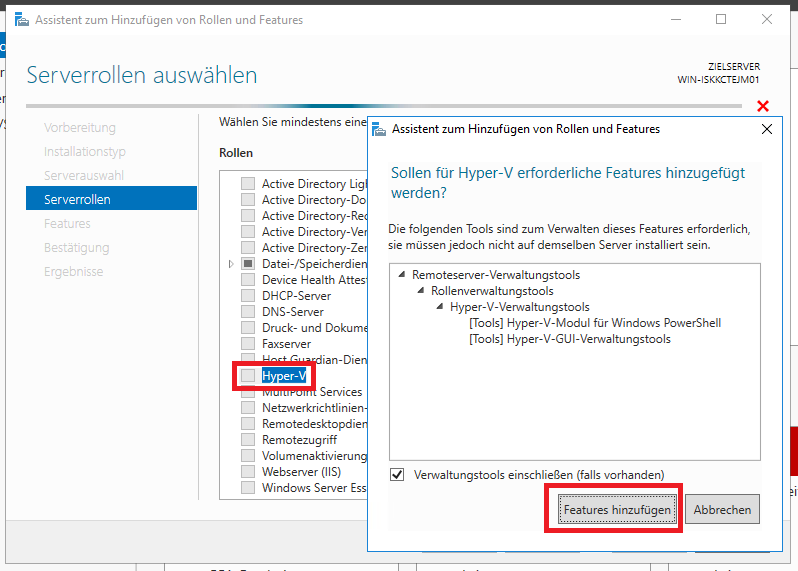 Assistent zum Hinzufügen von Rollen und Features
Serverrollen auswählen
ZIELSERVER
WIN-ISKKCTEJM01
Vorbereitung
Installationstyp
Serverauswahl
Serverrollen
Features
Bestätigung
Ergebnisse
Wählen Sie mindestens eine
Rollen
Active Directory Ligh
Active Directory-Do
Active Directory-Rec
Active Directory-Ver
Active Directory-Zer
Datei-/Speicherdien
Device Health Attest
DHCP-Server
DNS-Server
Druck- und Dokume
Faxserver
Host Guardian-Dien
Hyper-V
MultiPoint Services
Netzwerkrichtlinien-
Remotedesktopdien
Remotezugriff
Volumenaktivierung
Webserver (IIS)
Windows Server Ess
Assistent zum Hinzufügen von Rollen und Features
Sollen für Hyper-V erforderliche Features hinzugefügt
werden?
Die folgenden Tools sind zum Verwalten dieses Features erforderlich,
sie müssen jedoch nicht auf demselben Server installiert sein.
Remoteserver-Verwaltungstools
Rollenverwaltungstools
Hyper-V-Verwaltungstools
[Tools] Hyper-V-Modul für Windows PowerShell
[Tools] Hyper-V-GUI-Verwaltungstools
Verwaltungstools einschließen (falls vorhanden)
Features hinzufügen
Abbrechen